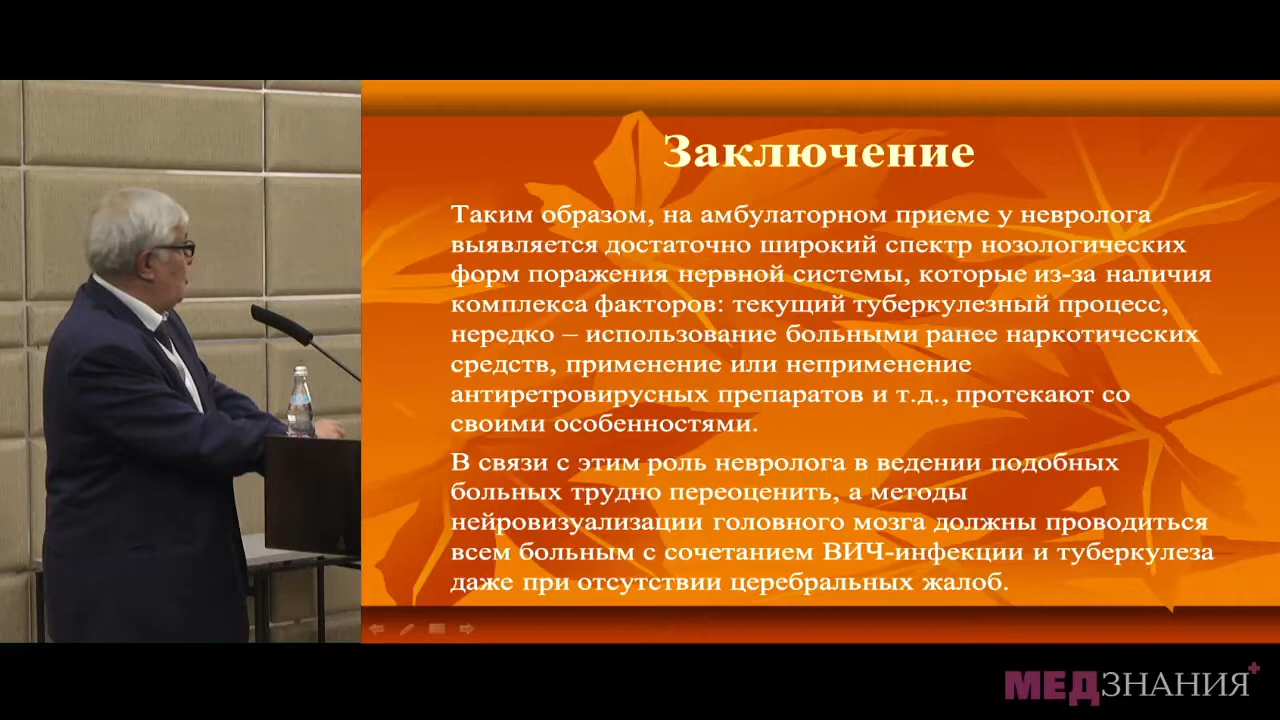 Заключение
Таким образом, на амбулаторном приеме у невролога
выявляется достаточно широкий спектр нозологических
форм поражения нервной системы, которые из-за наличия
комплекса факторов: текущий туберкулезный процесс,
нередко – использование больными ранее наркотических
средств, применение или неприменение
антиретровирусных препаратов и т.д., протекают со
своими особенностями.
В связи с этим роль невролога в ведении подобных
больных трудно переоценить, а методы
нейровизуализации головного мозга должны проводиться
всем больным с сочетанием ВИЧ-инфекции и туберкулеза
даже при отсутствии церебральных жалоб.
МЕДЗНАНИЯ+